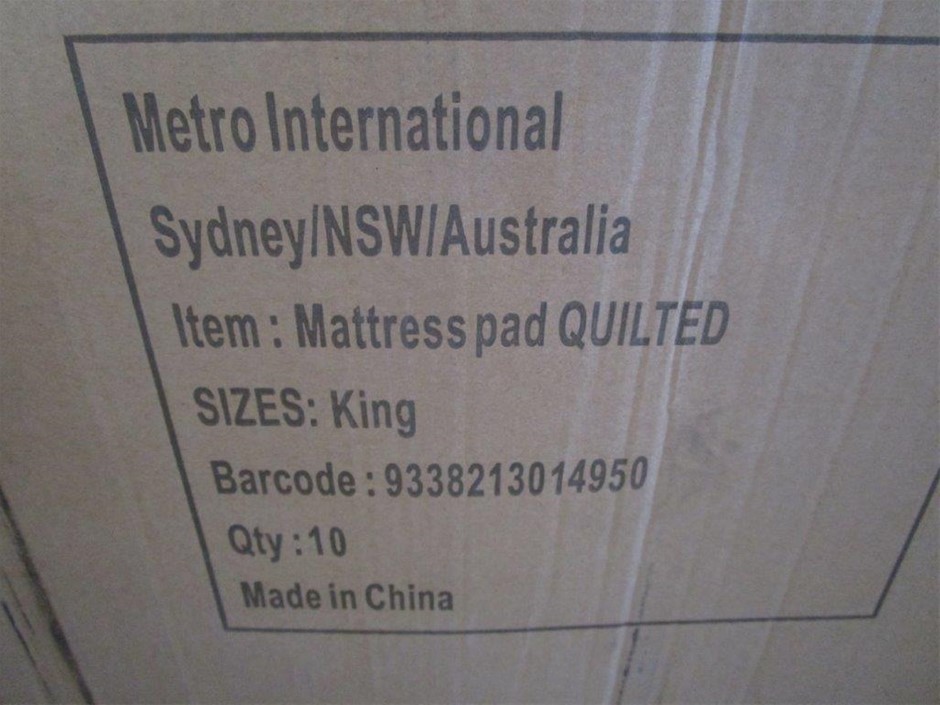 Metro International
Sydney/NSW/Australia
Item : Mattress pad QUILTED
SIZES: King
Barcode : 9338213014950
Qty :10
Made in China